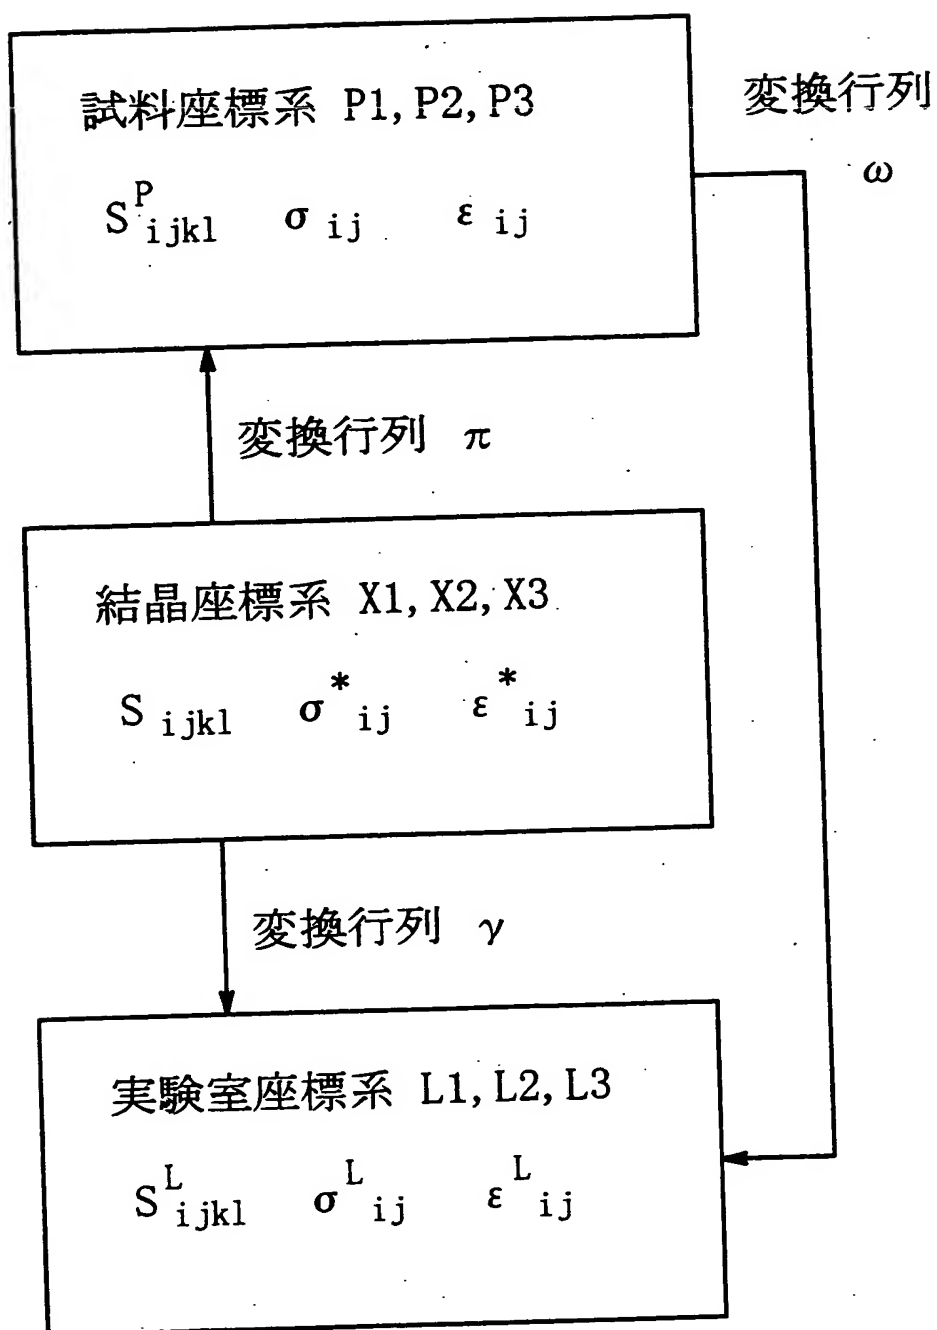 試料座標系 P1, P2, P3
変換行列
ω
S^P_ijkl σ_ij ε_ij
変換行列 π
結晶座標系 X1, X2, X3
S_ijkl σ^*_ij ε^*_ij
変換行列 γ
実験室座標系 L1, L2, L3
S^L_ijkl σ^L_ij ε^L_ij